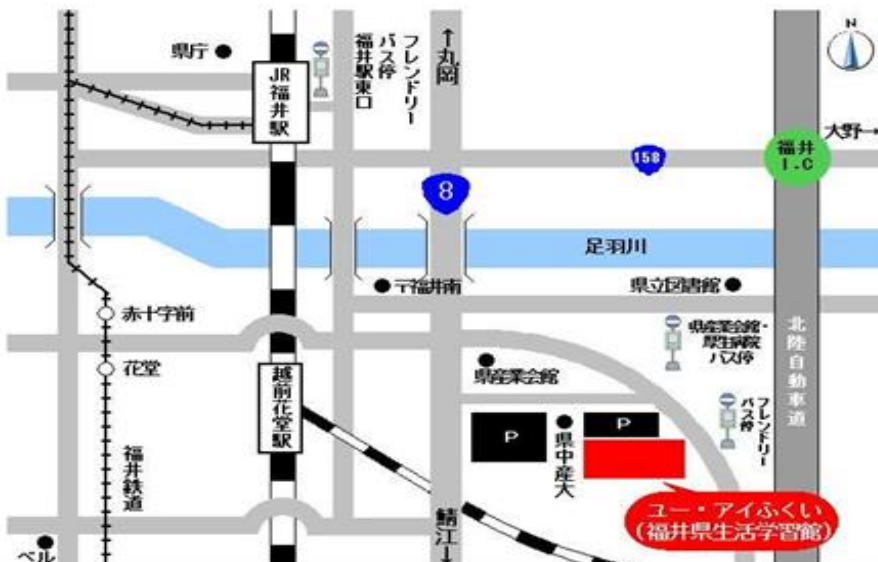 県庁
JR福井駅
フレンドリー
バス停
福井駅東口
↑丸岡
N
大野→
福井
I.C
158
8
足羽川
〒福井南
県立図書館
赤十字前
花堂
福井鉄道
越前花堂駅
県産業会館
県産業会館・
厚生病院
バス停
北陸自動車道
フレンドリー
バス停
P
P
県中産大
ユー・アイふくい
(福井県生活学習館)
鯖江↓
ベル